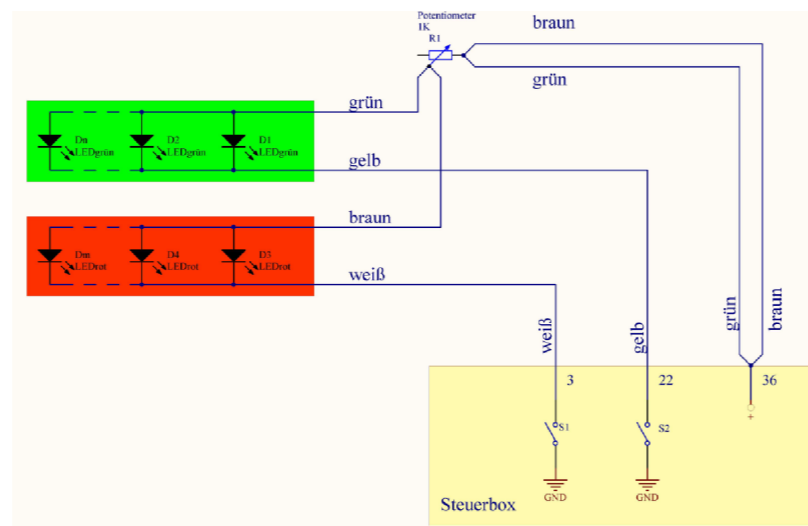 Potentiometer
1K
R1
braun
grün
grün
Dn
LEDgrün
D2
LEDgrün
D1
LEDgrün
gelb
braun
Dm
LEDrot
D4
LEDrot
D3
LEDrot
weiß
weiß
gelb
grün
braun
3
22
36
S1
S2
+
GND
GND
Steuerbox